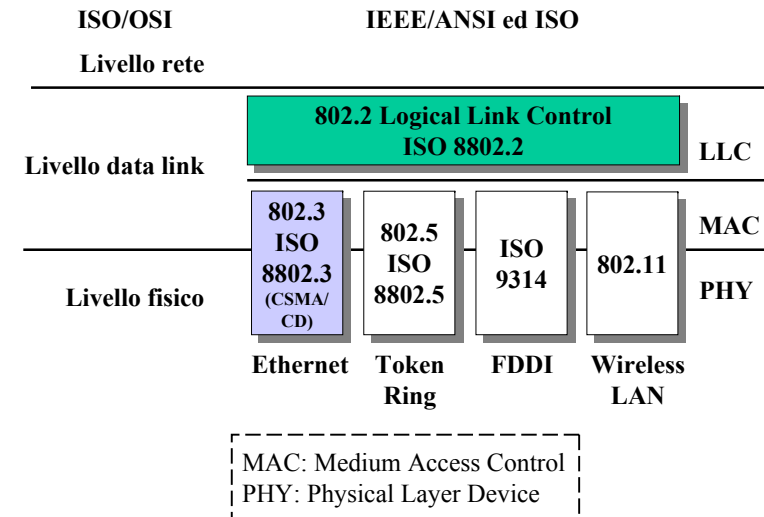 ISO/OSI
IEEE/ANSI ed ISO
Livello rete
802.2 Logical Link Control
ISO 8802.2
LLC
Livello data link
802.3
ISO
8802.3
(CSMA/
CD)
802.5
ISO
8802.5
ISO
9314
802.11
MAC
Livello fisico
PHY
Ethernet
Token
Ring
FDDI
Wireless
LAN
MAC: Medium Access Control
PHY: Physical Layer Device